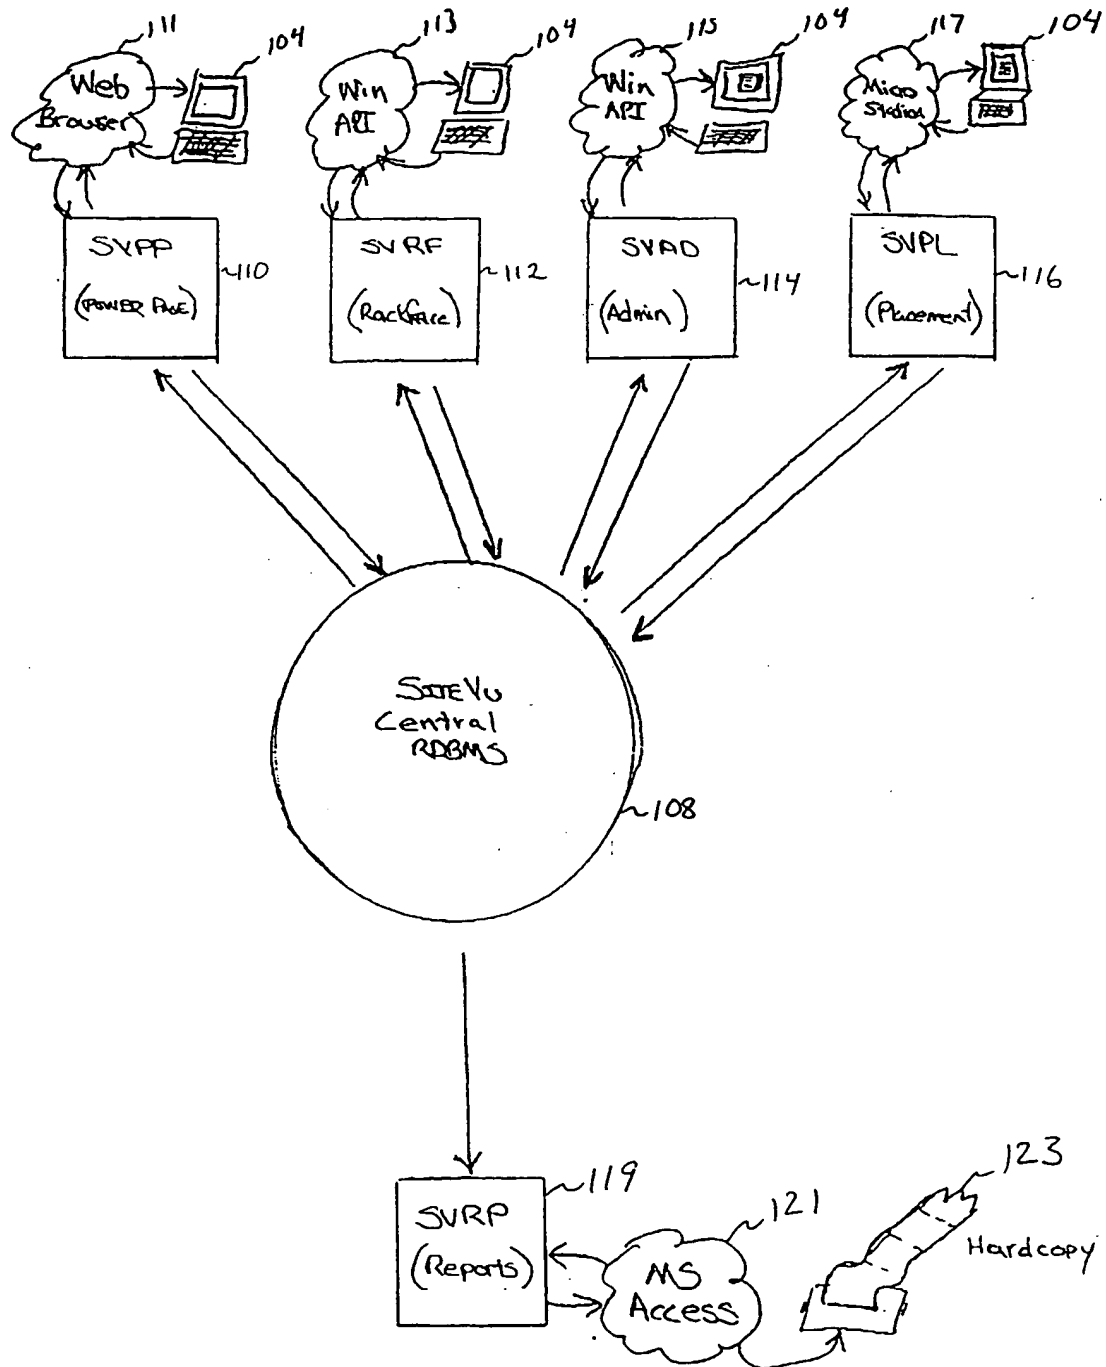 111
104
113
104
115
104
117
104
Web
Browser
Win
API
Win
API
Micro
Station
SVPP
(POWER PAGE)
110
SVRF
(Rackface)
112
SVAD
(Admin)
114
SVPL
(Placement)
116
SITEVU
Central
RDBMS
108
SVRP
(Reports)
119
MS
Access
121
123
Hardcopy